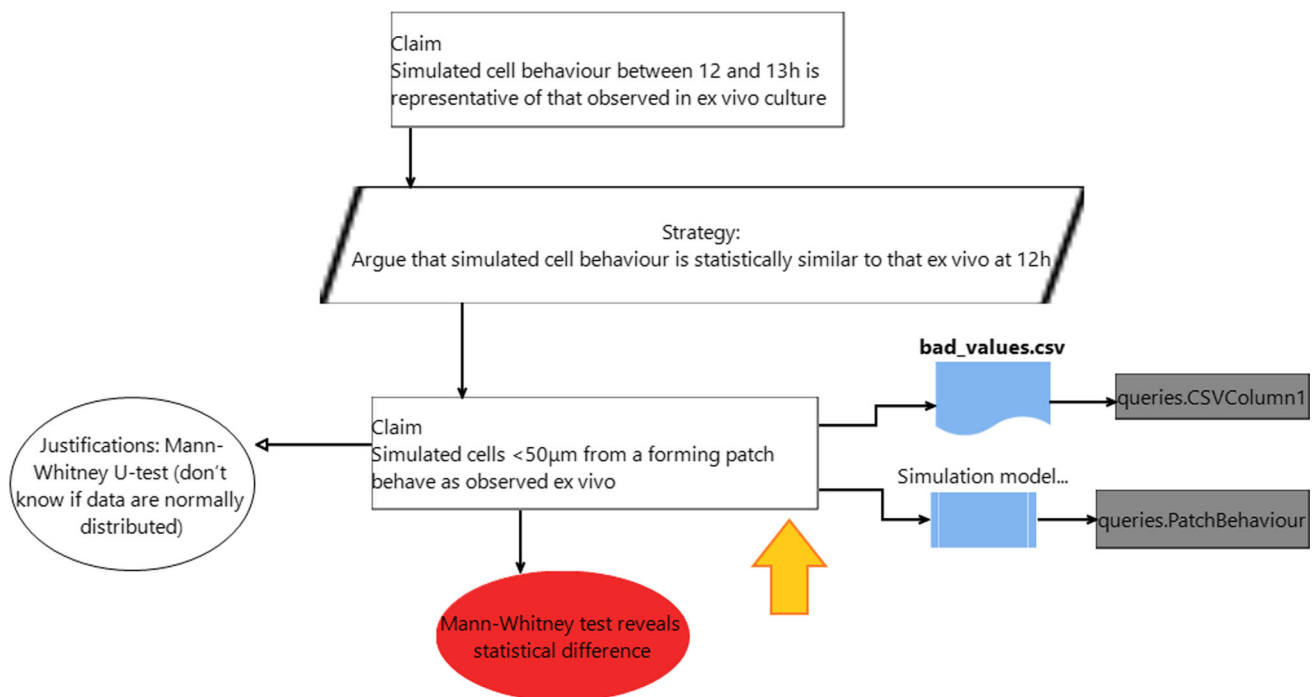 Claim
Simulated cell behaviour between 12 and 13h is
representative of that observed in ex vivo culture
Strategy:
Argue that simulated cell behaviour is statistically similar to that ex vivo at 12h
bad_values.csv
queries.CSVColumn1
Claim
Simulated cells <50µm from a forming patch
behave as observed ex vivo
Justifications: Mann-
Whitney U-test (don't
know if data are normally
distributed)
Simulation model...
queries.PatchBehaviour
Mann-Whitney test reveals
statistical difference